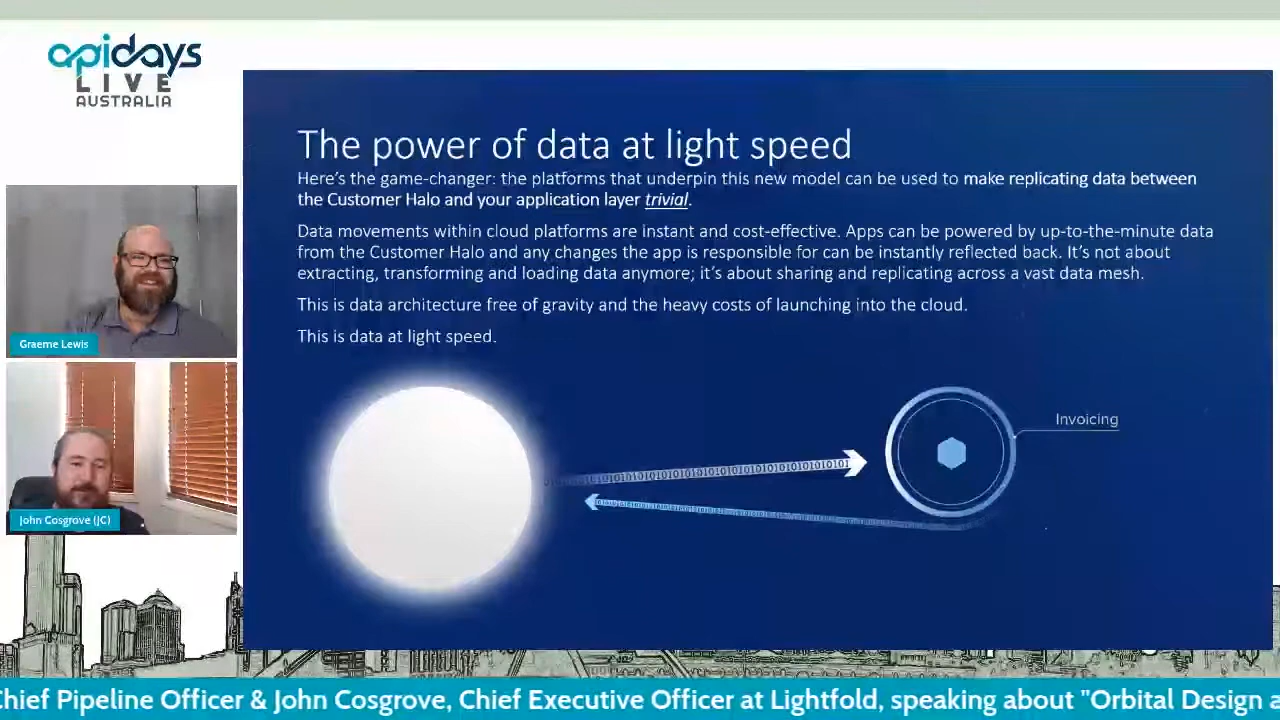 apidays
LIVE
AUSTRALIA
The power of data at light speed
Here's the game-changer: the platforms that underpin this new model can be used to make replicating data between
the Customer Halo and your application layer trivial.
Data movements within cloud platforms are instant and cost-effective. Apps can be powered by up-to-the-minute data
from the Customer Halo and any changes the app is responsible for can be instantly reflected back. It's not about
extracting, transforming and loading data anymore; it's about sharing and replicating across a vast data mesh.
This is data architecture free of gravity and the heavy costs of launching into the cloud.
This is data at light speed.
Graeme Lewis
John Cosgrove (JC)
Invoicing
Chief Pipeline Officer & John Cosgrove, Chief Executive Officer at Lightfold, speaking about "Orbital Design a